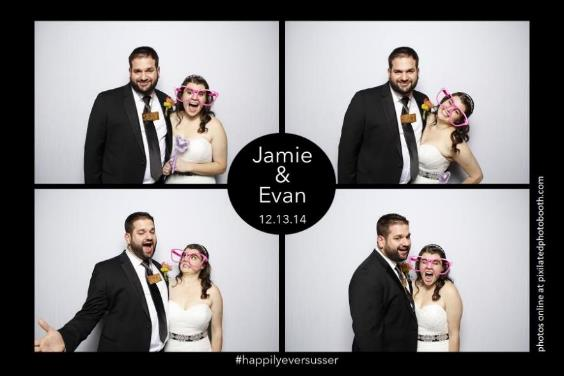 Jamie
&
Evan
12.13.14
#happilyeversusser
photos online at pixilatedphotobooth.com